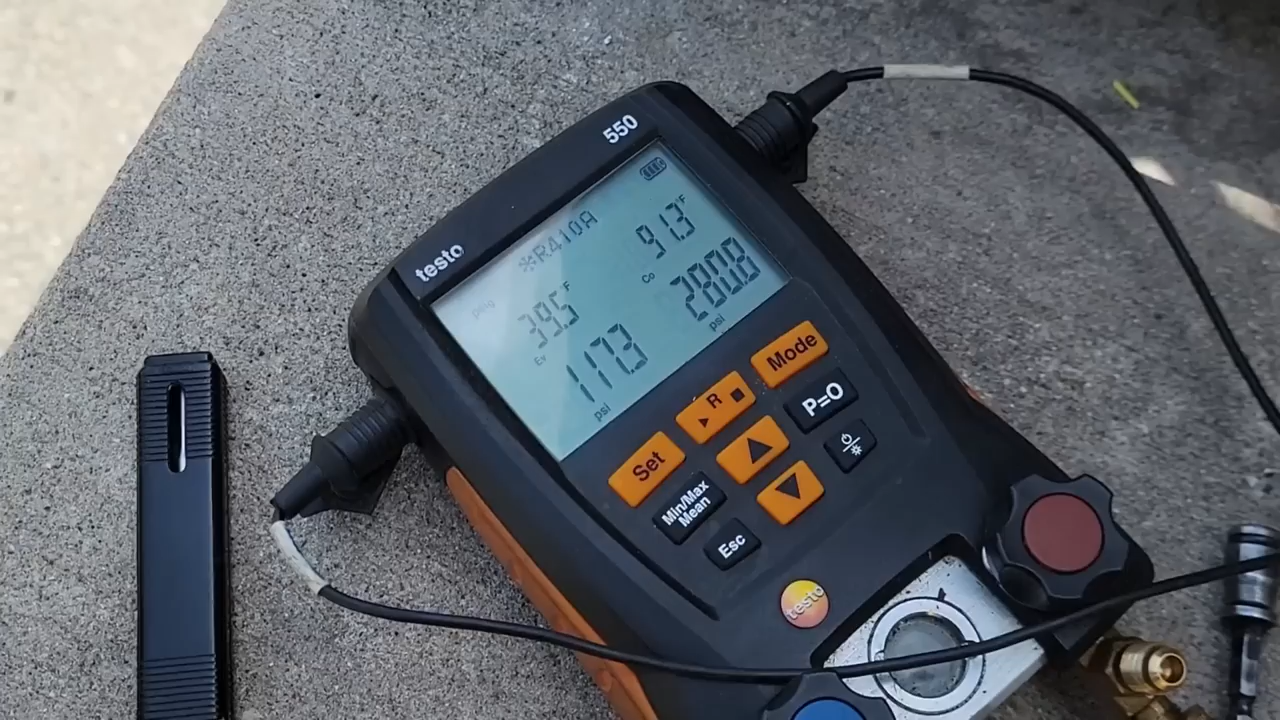 550
testo
R410A
39.5°F
91.3°F
Ev
Co
117.3
280.8
psi
psi
Mode
R
P=O
Set
Min/Max
Mean
Esc
testo